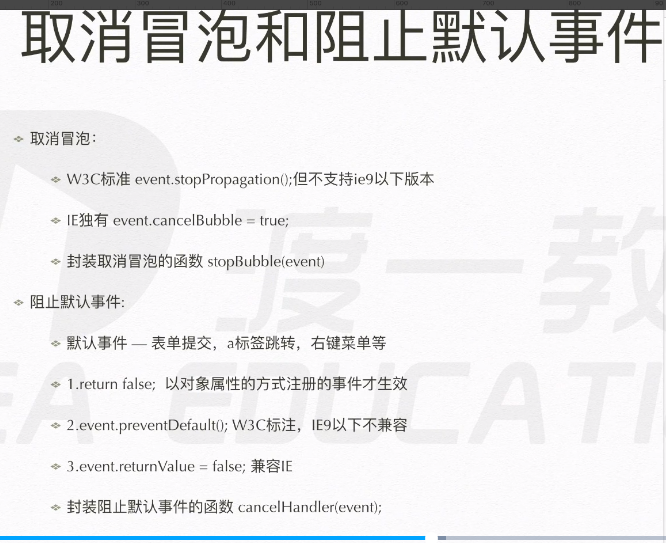 取消冒泡和阻止默认事件
取消冒泡：
W3C标准 event.stopPropagation();但不支持ie9以下版本
IE独有 event.cancelBubble = true;
封装取消冒泡的函数 stopBubble(event)
阻止默认事件:
默认事件 — 表单提交，a标签跳转，右键菜单等
1.return false; 以对象属性的方式注册的事件才生效
2.event.preventDefault(); W3C标注，IE9以下不兼容
3.event.returnValue = false; 兼容IE
封装阻止默认事件的函数 cancelHandler(event);
渡一教
EA EDUCATI